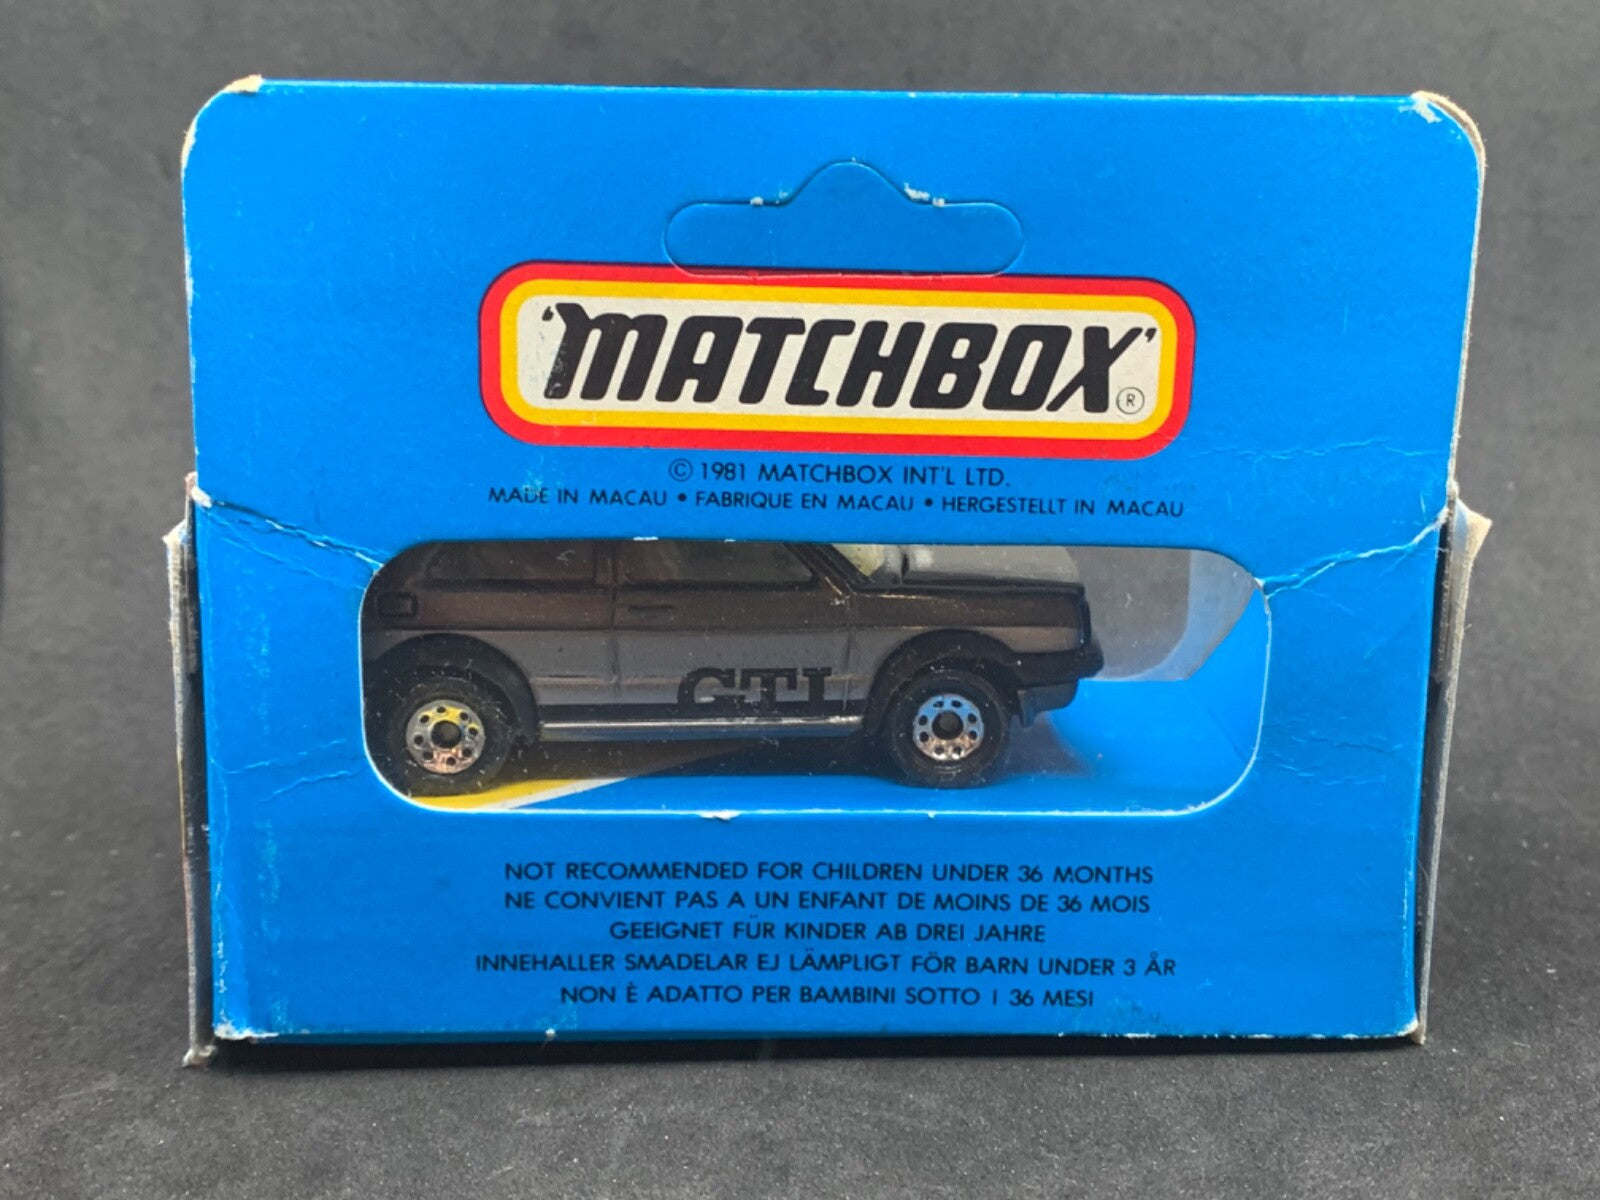 'MATCHBOX'®
© 1981 MATCHBOX INT'L LTD.
MADE IN MACAU • FABRIQUE EN MACAU • HERGESTELLT IN MACAU
GTI
NOT RECOMMENDED FOR CHILDREN UNDER 36 MONTHS
NE CONVIENT PAS A UN ENFANT DE MOINS DE 36 MOIS
GEEIGNET FÜR KINDER AB DREI JAHRE
INNEHALLER SMADELAR EJ LÄMPLIGT FÖR BARN UNDER 3 ÅR
NON È ADATTO PER BAMBINI SOTTO I 36 MESI